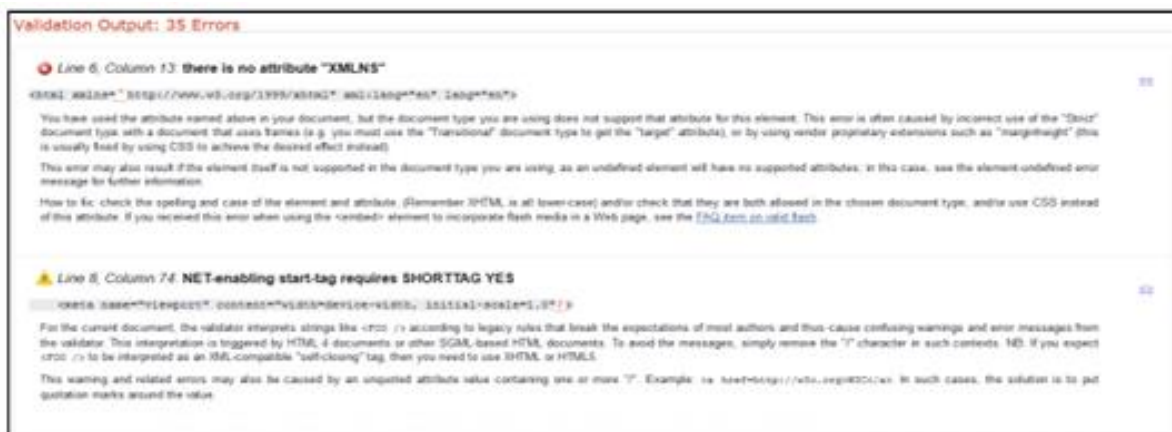 Validation Output: 35 Errors
Line 6, Column 13: there is no attribute "XMLNS"
<html xmlns="http://www.w3.org/1999/xhtml" xml:lang="en" lang="en">
You have used the attribute named above in your document, but the document type you are using does not support that attribute for this element. This error is often caused by incorrect use of the "Strict"
document type with a document that uses frames (e.g. you must use the "Transitional" document type to get the "target" attribute), or by using vendor proprietary extensions such as "marginheight" (this
is usually fixed by using CSS to achieve the desired effect instead).
This error may also result if the element itself is not supported in the document type you are using, as an undefined element will have no supported attributes; in this case, see the element-undefined error
message for further information.
How to fix: check the spelling and case of the element and attribute, (Remember XHTML is all lower-case) and/or check that they are both allowed in the chosen document type, and/or use CSS instead
of this attribute. If you received this error when using the <embed> element to incorporate flash media in a Web page, see the FAQ item on valid flash.
Line 8, Column 74: NET-enabling start-tag requires SHORTTAG YES
<meta name="viewport" content="width=device-width, initial-scale=1.0"/>
For the current document, the validator interprets strings like <FOO /> according to legacy rules that break the expectations of most authors and thus cause confusing warnings and error messages from
the validator. This interpretation is triggered by HTML 4 documents or other SGML-based HTML documents. To avoid the messages, simply remove the "/" character in such contexts. NB: If you expect
<FOO /> to be interpreted as an XML-compatible "self-closing" tag, then you need to use XHTML or HTML5.
This warning and related errors may also be caused by an unquoted attribute value containing one or more "/". Example: <a href=http://w3c.org>W3C</a>. In such cases, the solution is to put
quotation marks around the value.